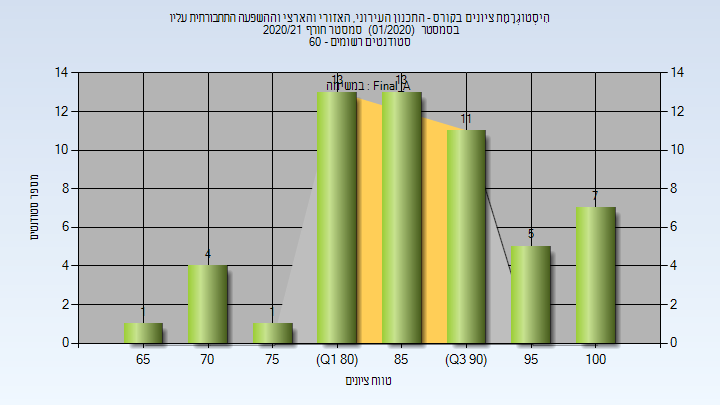 הִיסְטוֹגְרָמַת ציונים בקורס - התכנון העירוני, האזורי והארצי וההשפעה התחבורתית עליו
בסמסטר (01/2020) סמסטר חורף 2020/21
סטודנטים רשומים - 60
במשימה : Final_A
מספר סטודנטים
14 14
12 12
10 10
8 8
6 6
4 4
2 2
0 0
1 4 1 13 13 11 5 7
65 70 75 (Q1 80) 85 (Q3 90) 95 100
טווח ציונים